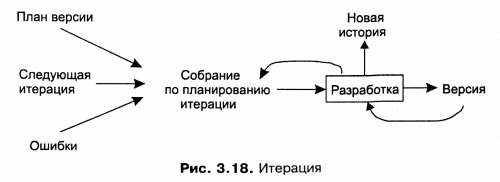 План версии
Новая
история
Следующая
итерация
Собрание
по планированию
итерации
Разработка
Версия
Ошибки
Рис. 3.18. Итерация